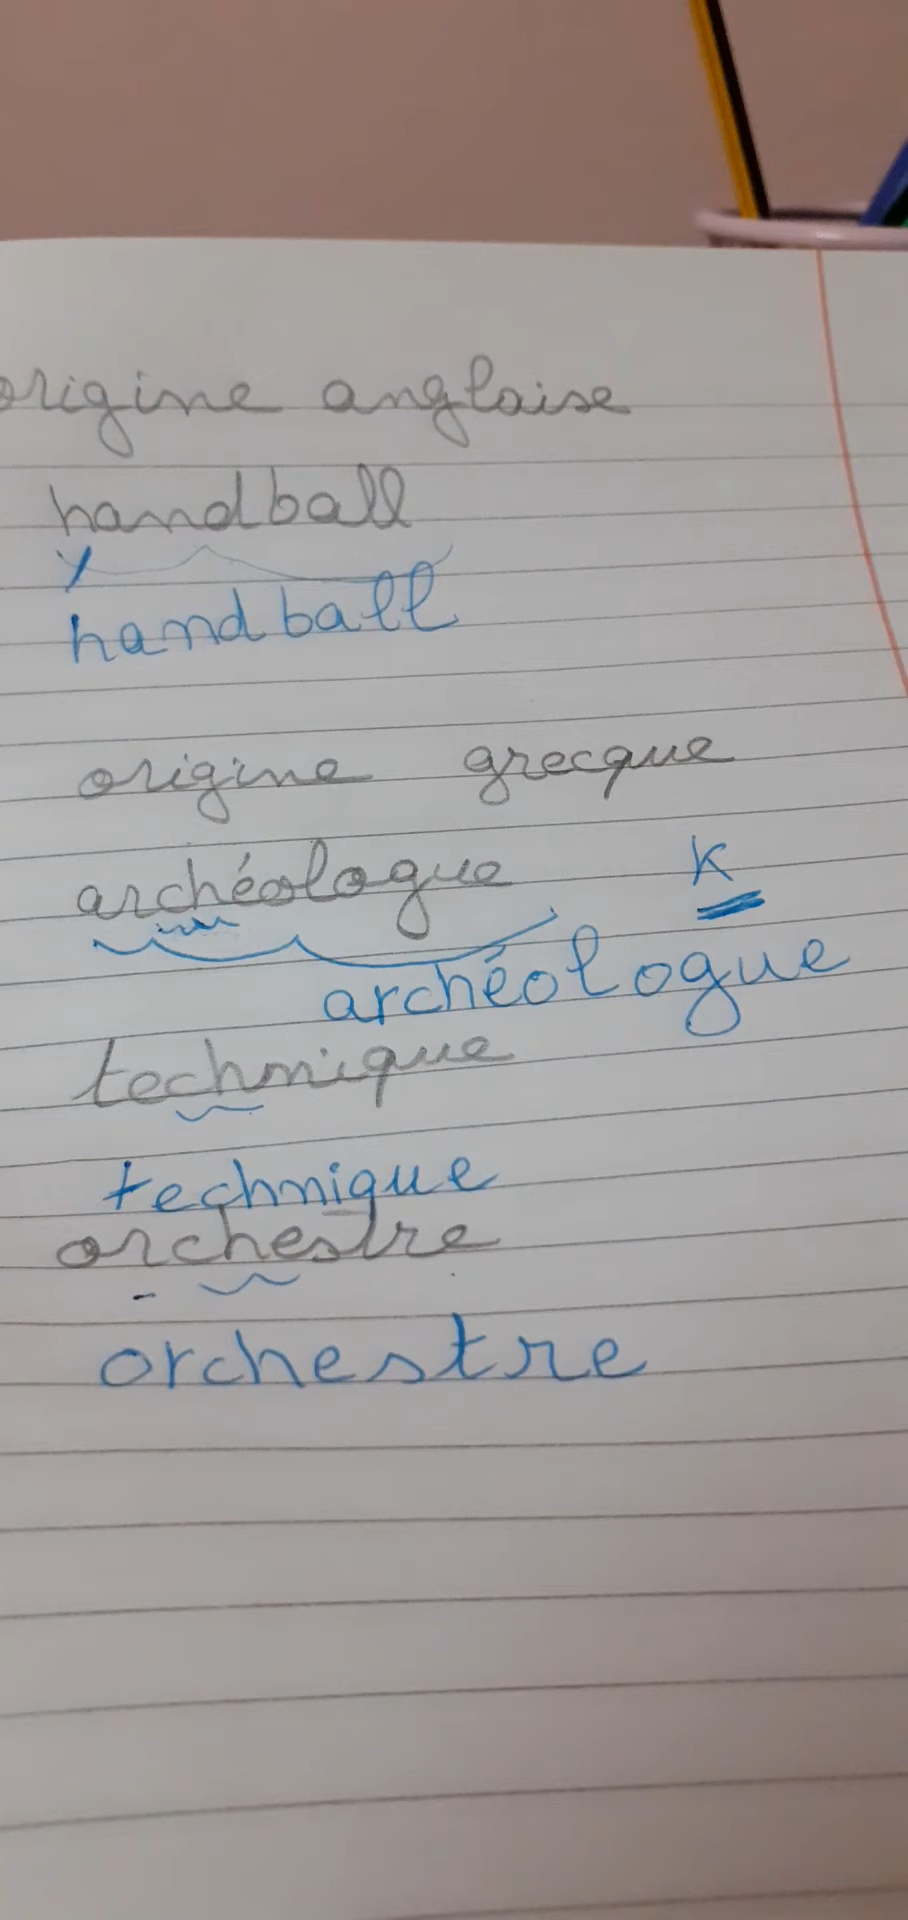 origine anglaise
handball
handball
origine grecque
archéologue K
archéologue
technique
technique
orchestre
orchestre